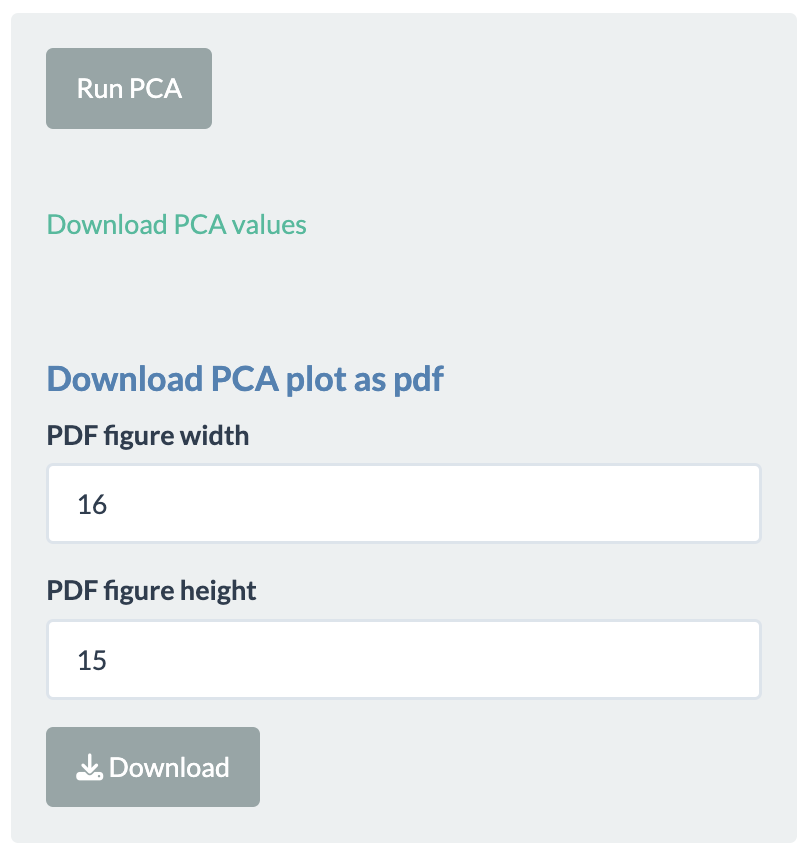 Run PCA
Download PCA values
Download PCA plot as pdf
PDF figure width
16
PDF figure height
15
Download